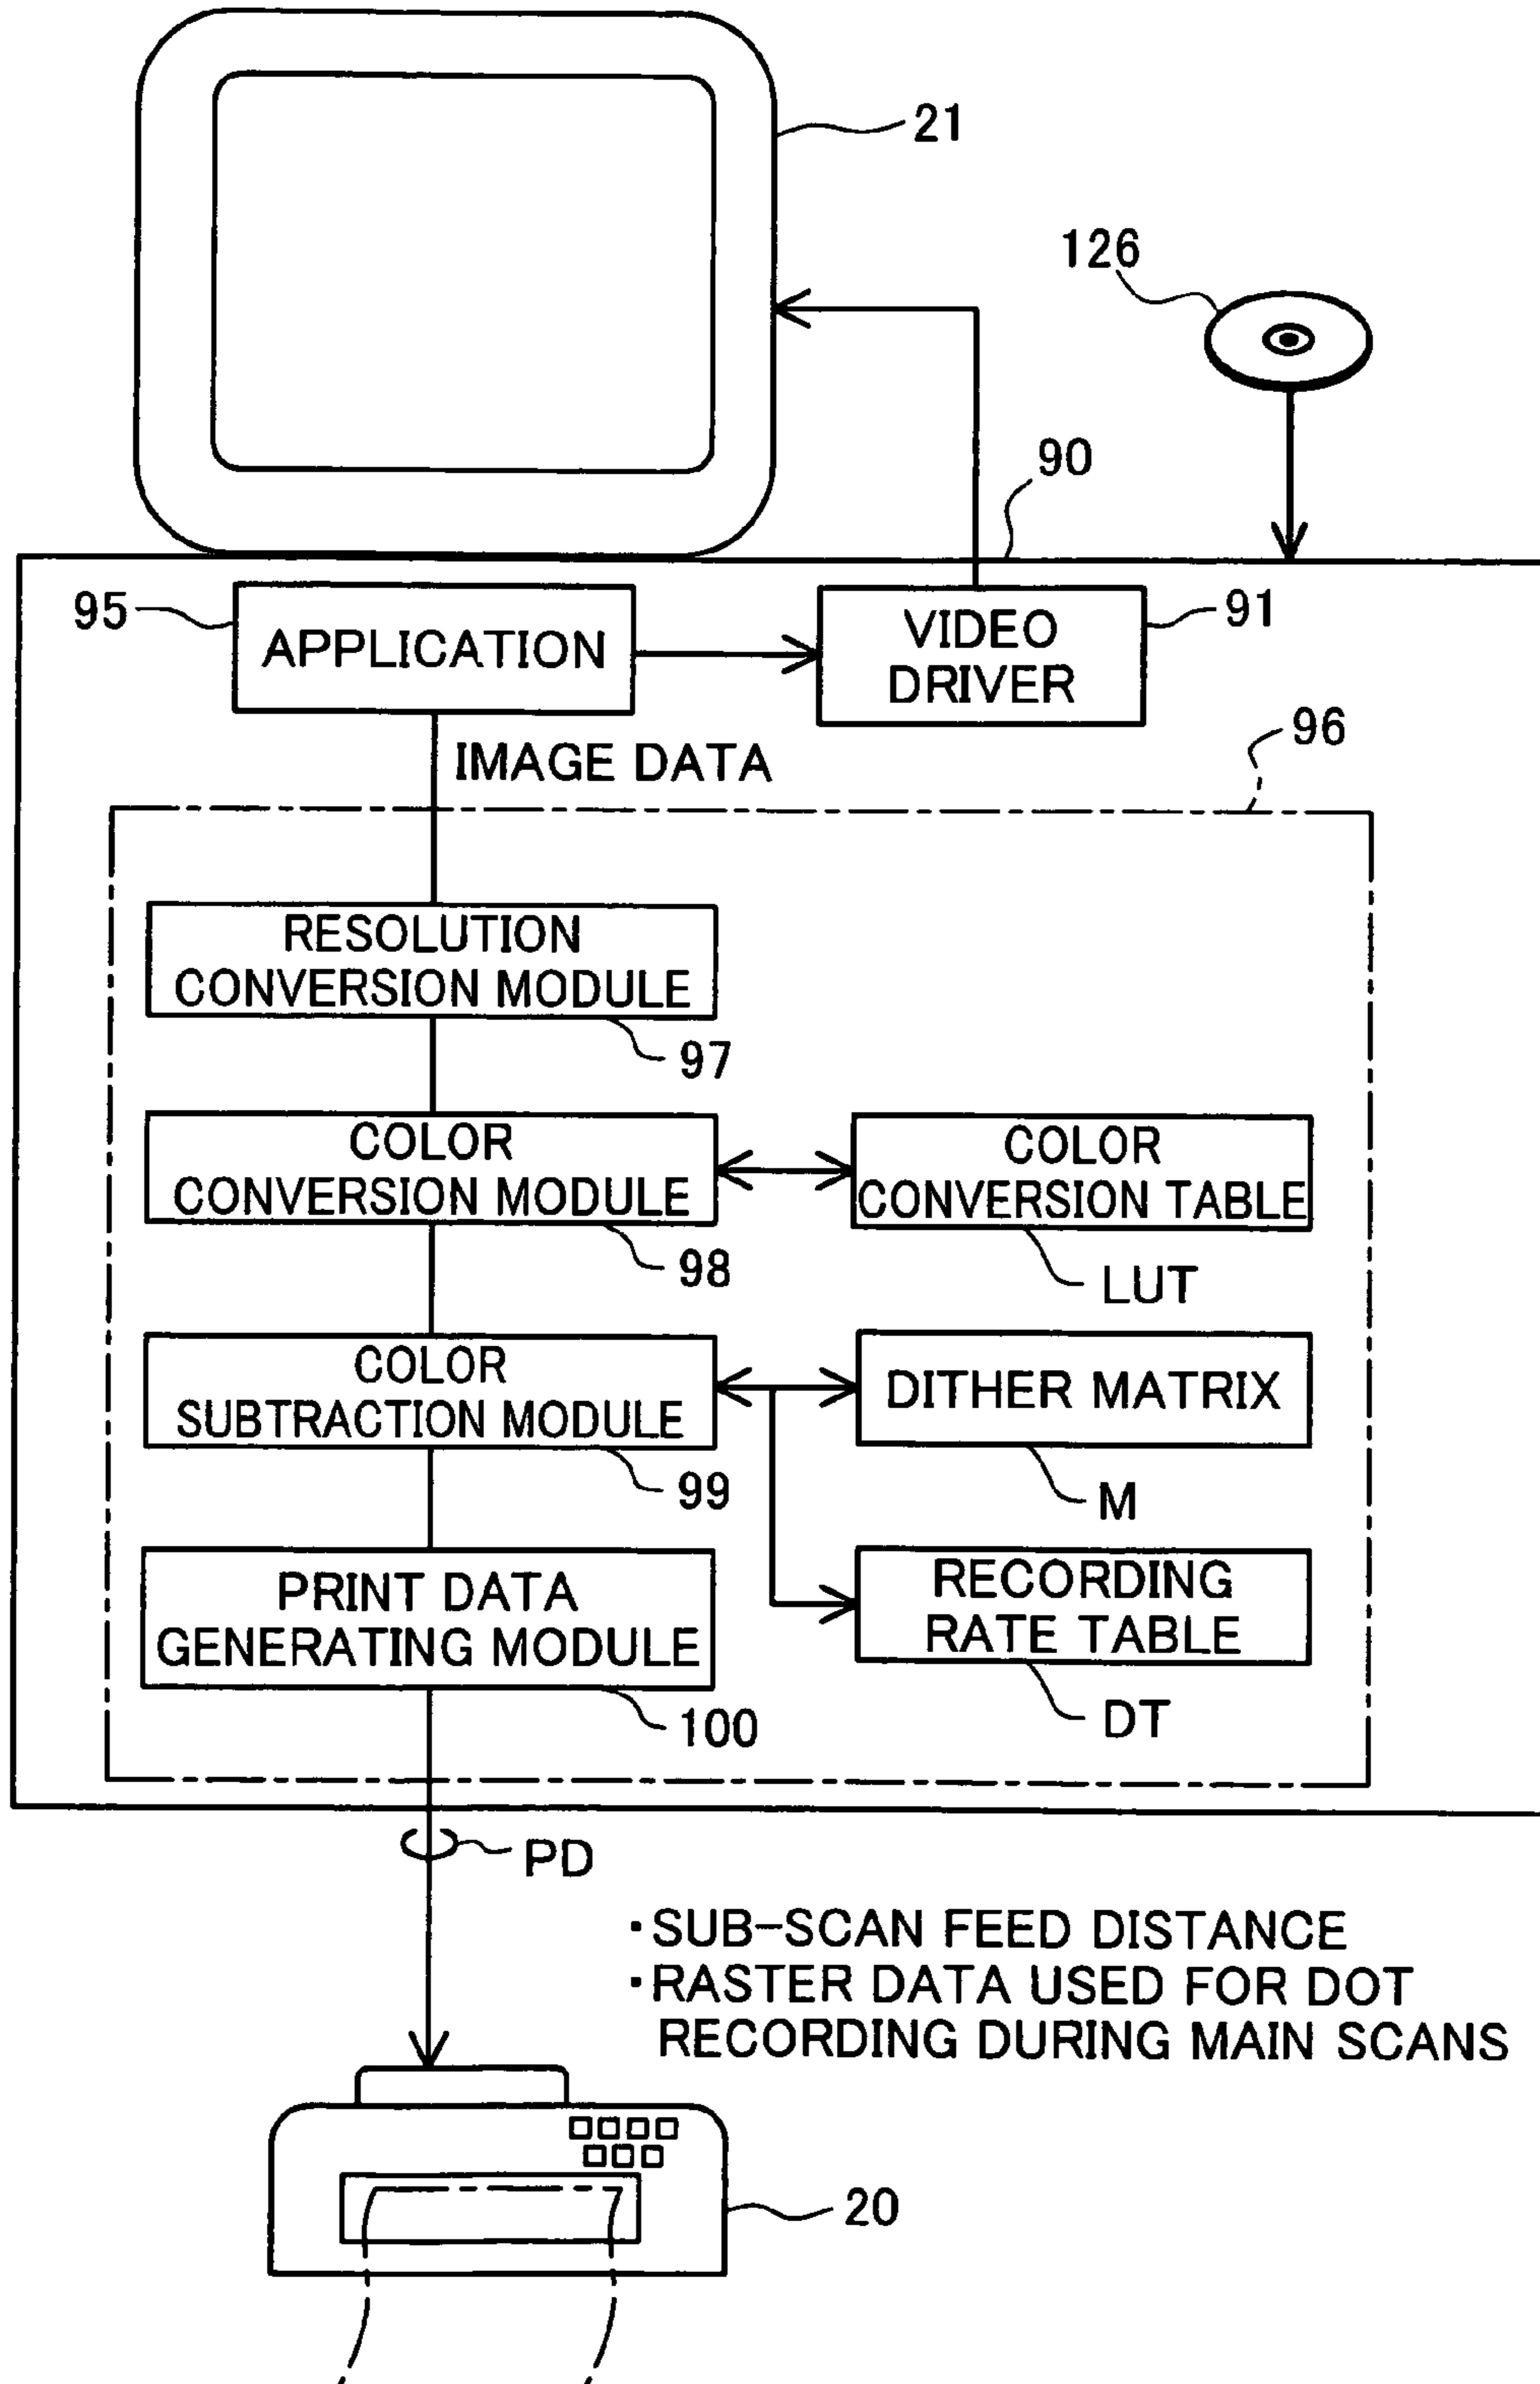 21
126
90
95
APPLICATION
VIDEO
DRIVER
91
IMAGE DATA
96
RESOLUTION
CONVERSION MODULE
97
COLOR
CONVERSION MODULE
98
COLOR
CONVERSION TABLE
LUT
COLOR
SUBTRACTION MODULE
99
DITHER MATRIX
M
PRINT DATA
GENERATING MODULE
100
RECORDING
RATE TABLE
DT
PD
・SUB-SCAN FEED DISTANCE
・RASTER DATA USED FOR DOT
RECORDING DURING MAIN SCANS
20